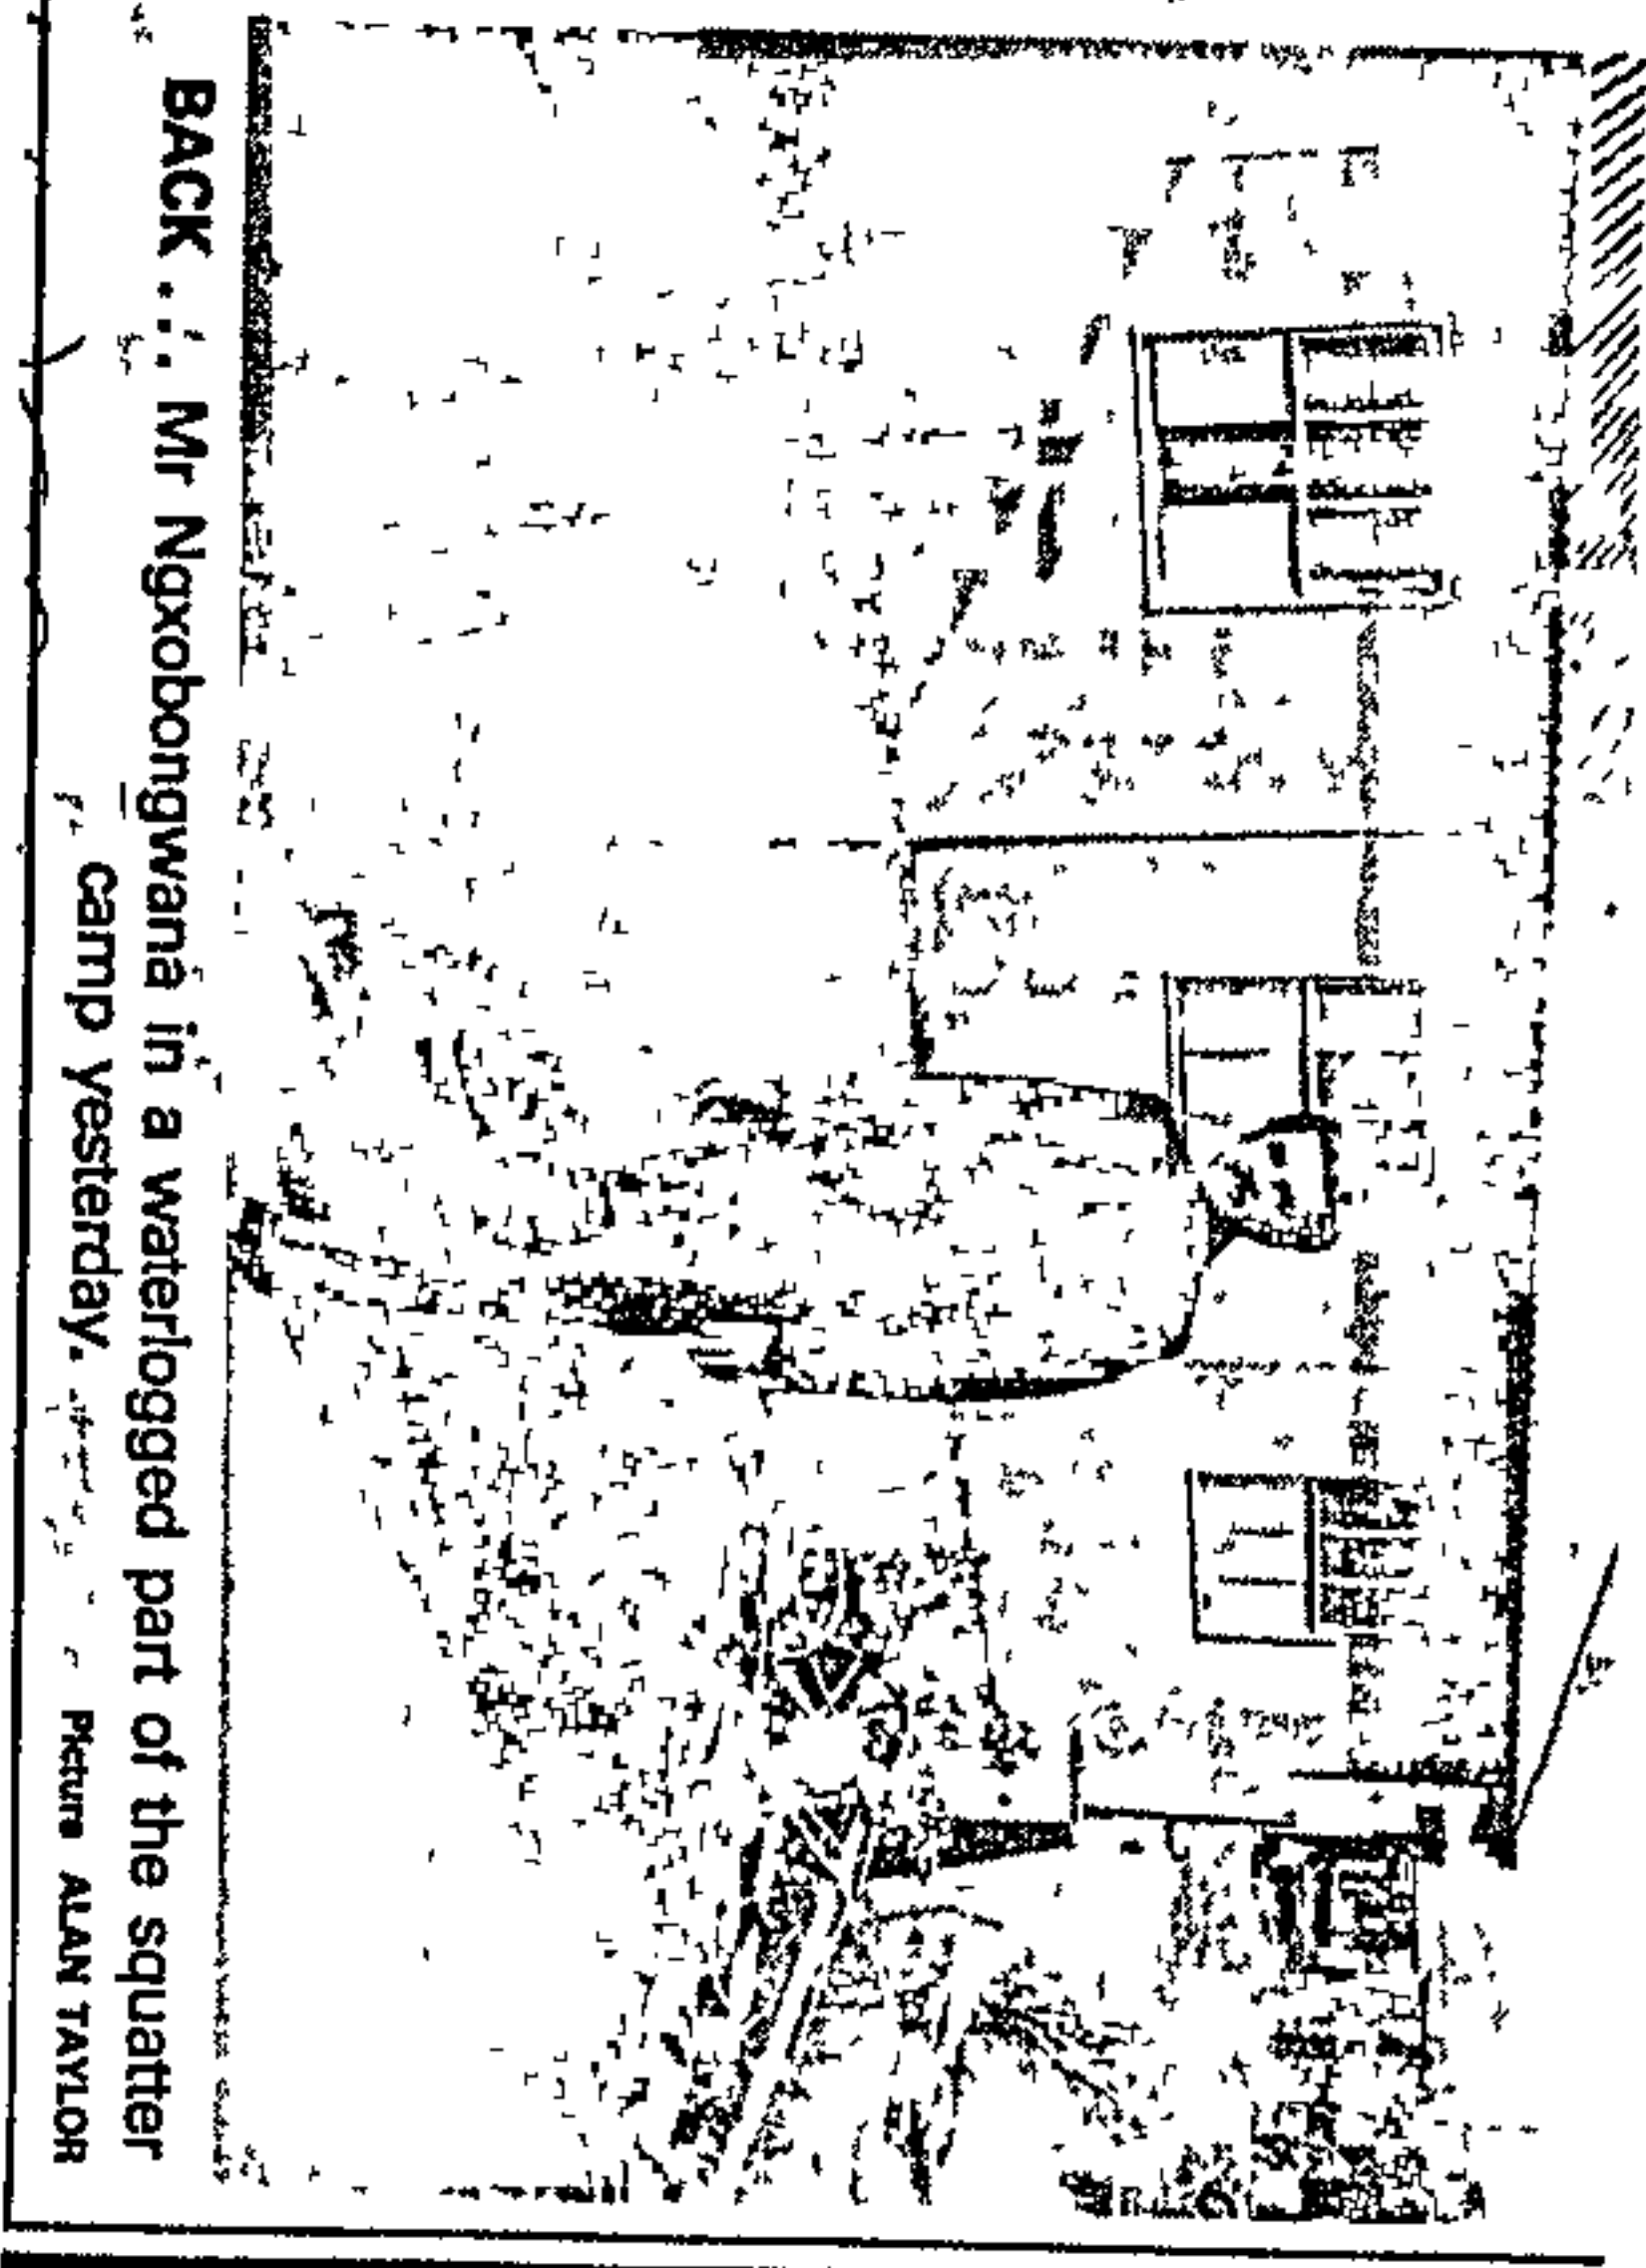 BACK ... Mr Ngxobongwana in a waterlogged part of the squatter
camp yesterday.
Picture ALAN TAYLOR